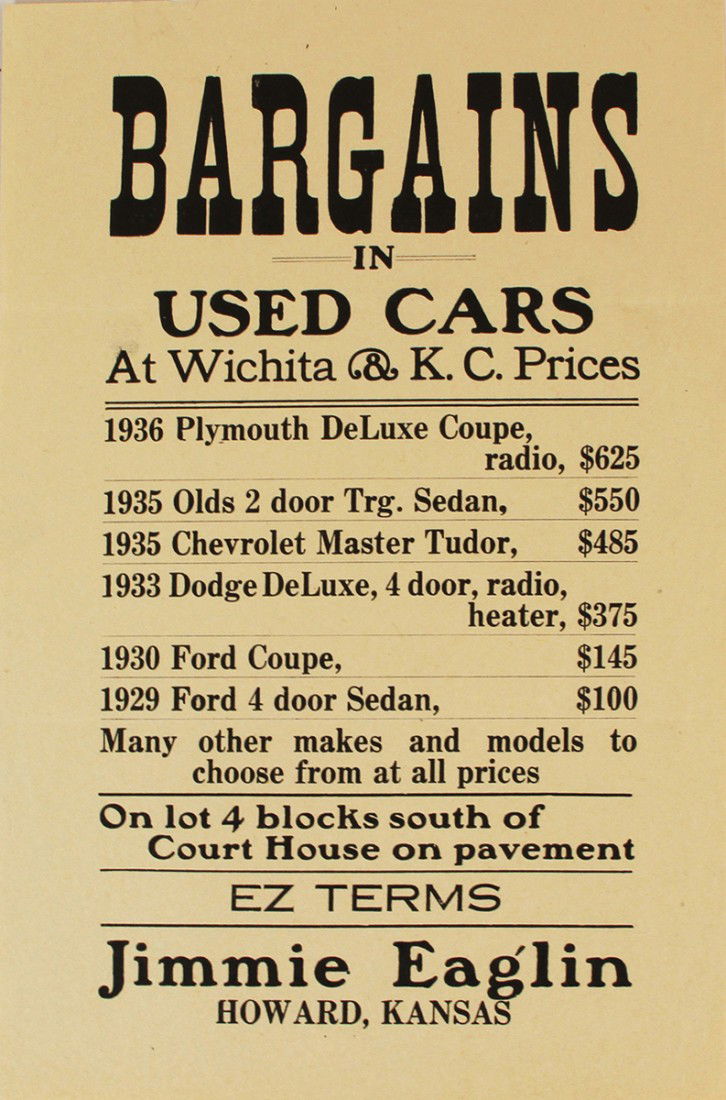 BARGAINS
IN
USED CARS
At Wichita & K. C. Prices
1936 Plymouth DeLuxe Coupe,
radio, $625
1935 Olds 2 door Trg. Sedan, $550
1935 Chevrolet Master Tudor, $485
1933 Dodge DeLuxe, 4 door, radio,
heater, $375
1930 Ford Coupe, $145
1929 Ford 4 door Sedan, $100
Many other makes and models to
choose from at all prices
On lot 4 blocks south of
Court House on pavement
EZ TERMS
Jimmie Eaglin
HOWARD, KANSAS